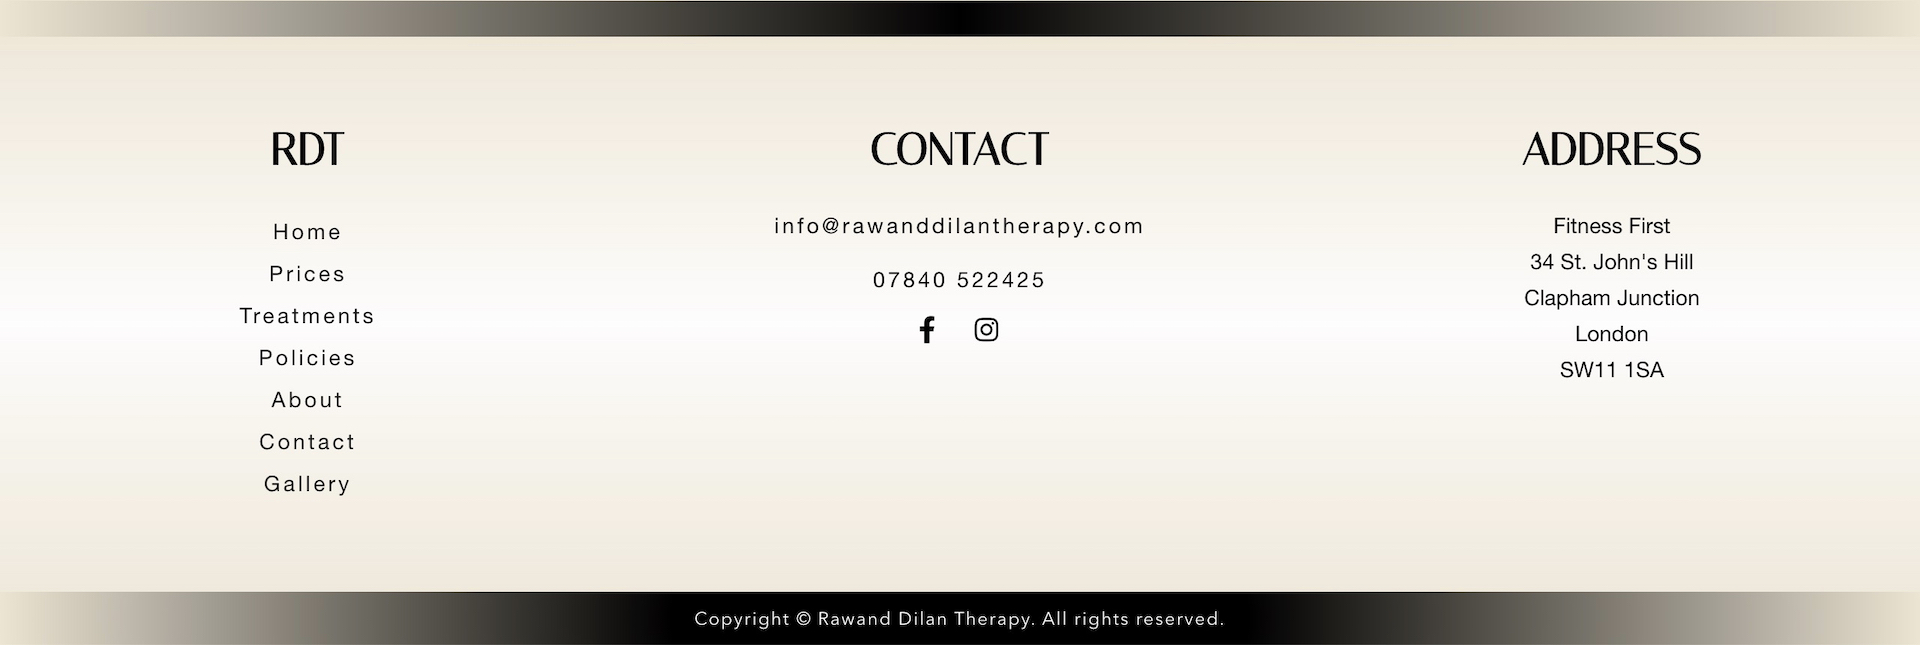 RDT
Home
Prices
Treatments
Policies
About
Contact
Gallery
CONTACT
info@rawanddilantherapy.com
07840 522425
ADDRESS
Fitness First
34 St. John's Hill
Clapham Junction
London
SW11 1SA
Copyright © Rawand Dilan Therapy. All rights reserved.